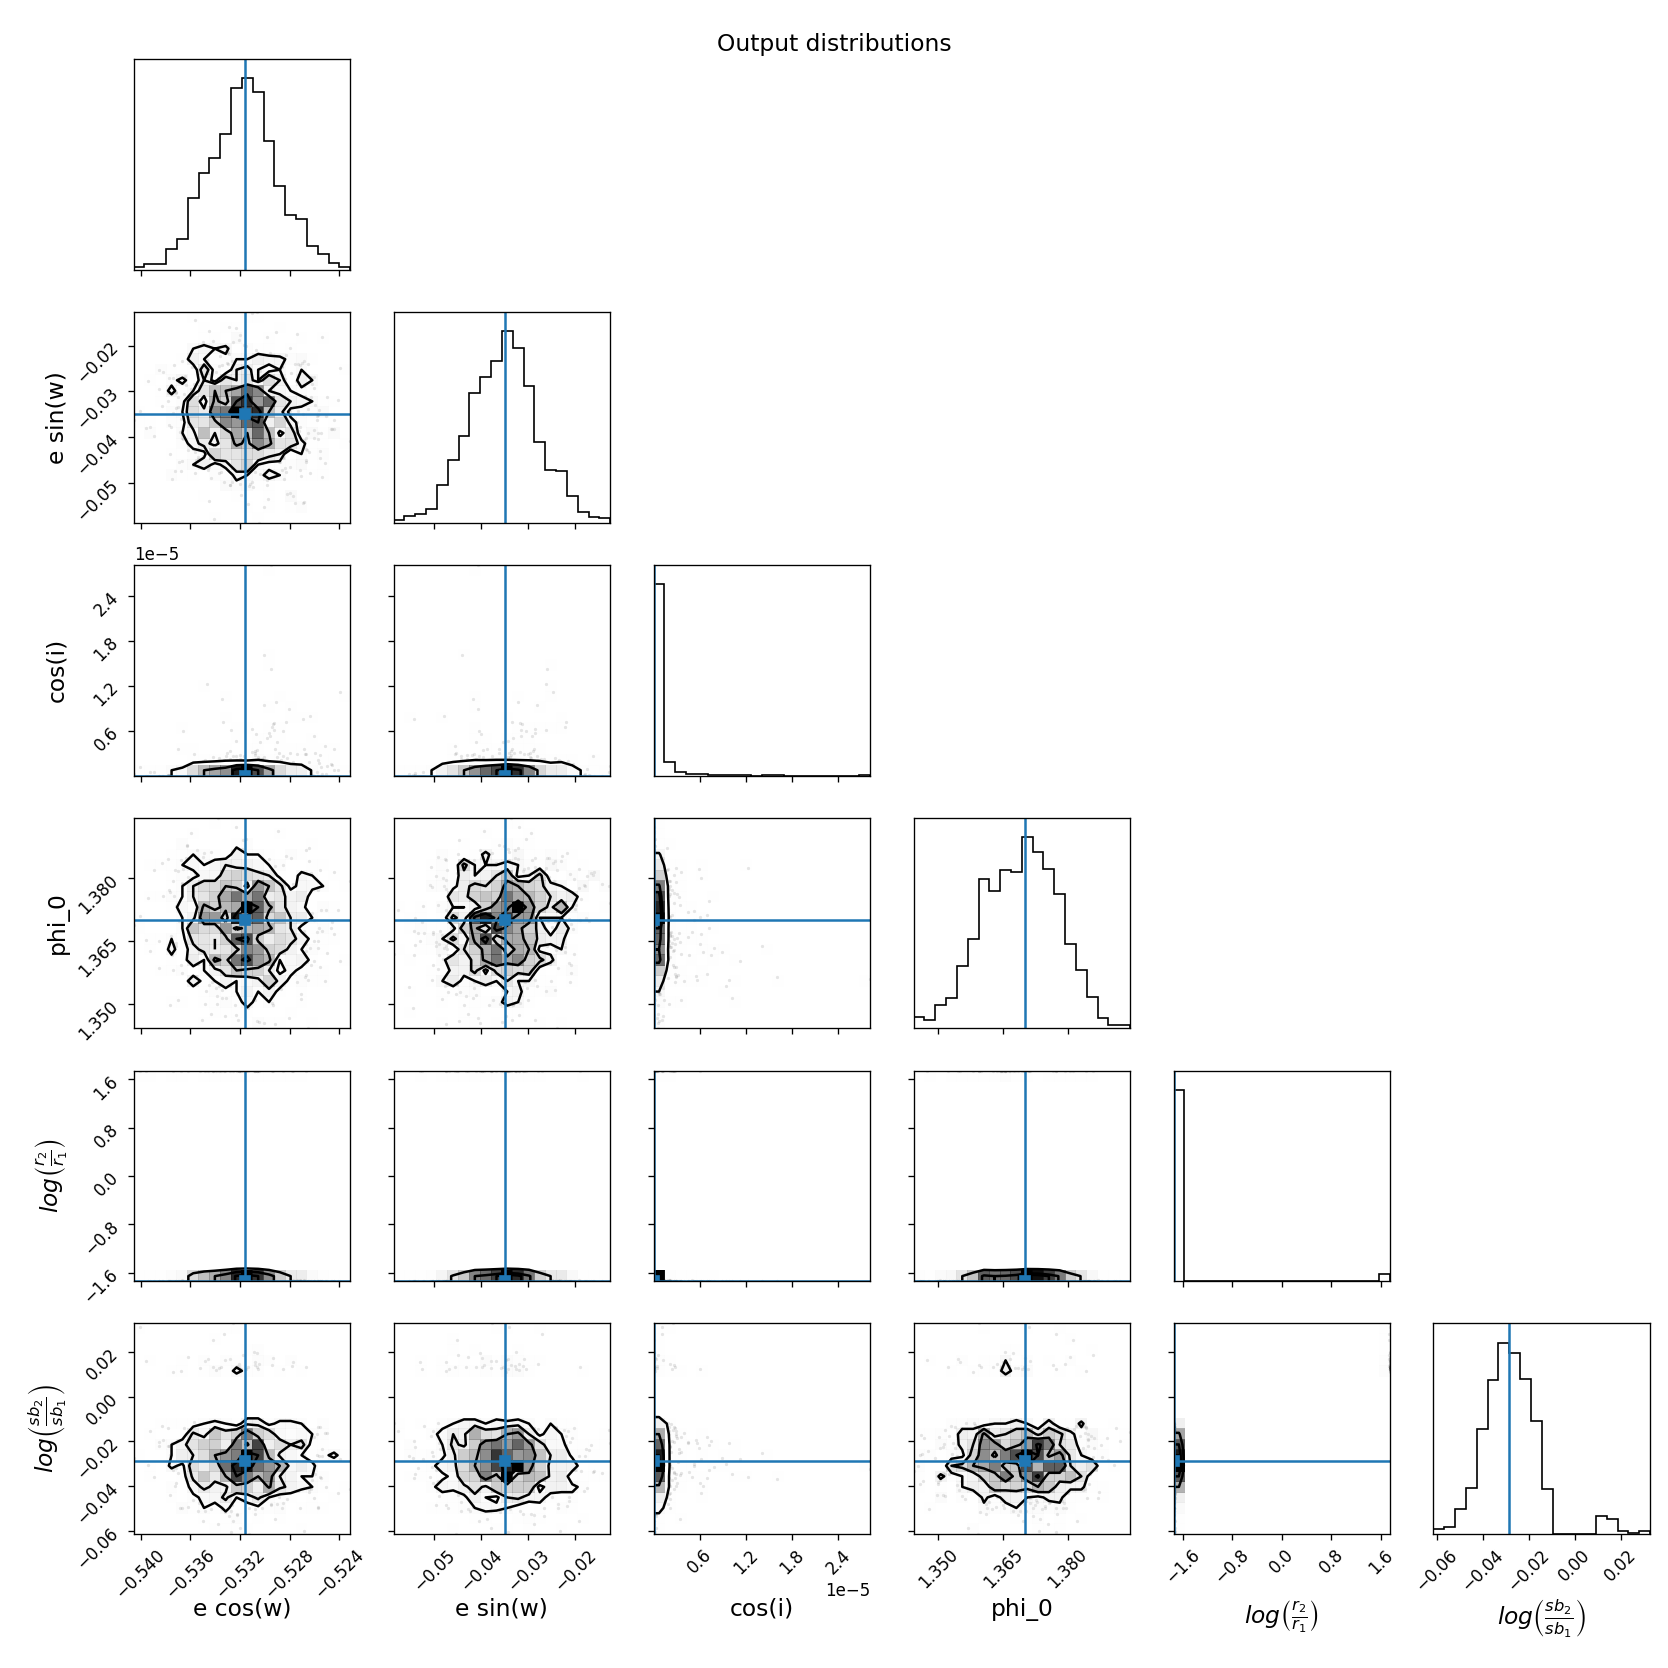 Output distributions
e sin(w)
−0.02
−0.03
−0.04
−0.05
1e−5
cos(i)
2.4
1.8
1.2
0.6
phi_0
1.380
1.365
1.350
log(r2/r1)
1.6
0.8
0.0
−0.8
−1.6
log(sb2/sb1)
0.02
0.00
−0.02
−0.04
−0.06
−0.540 −0.536 −0.532 −0.528 −0.524
−0.05 −0.04 −0.03 −0.02
0.6 1.2 2.4
1e−5
1.350 1.365 1.380
−1.6 −0.8 0.0 0.8 1.6
−0.06 −0.04 −0.02 0.00 0.02
e cos(w) e sin(w) cos(i) phi_0 log(r2/r1) log(sb2/sb1)